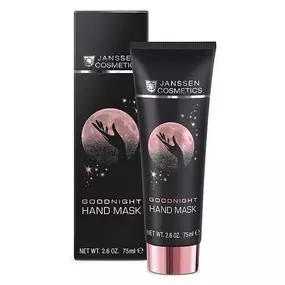 JANSSEN
COSMETICS
GOODNIGHT
HAND MASK
NET WT. 2.6 OZ. 75ml e
JANSSEN
COSMETICS
GOODNIGHT
HAND MASK
NET WT. 2.6 OZ. 75ml e